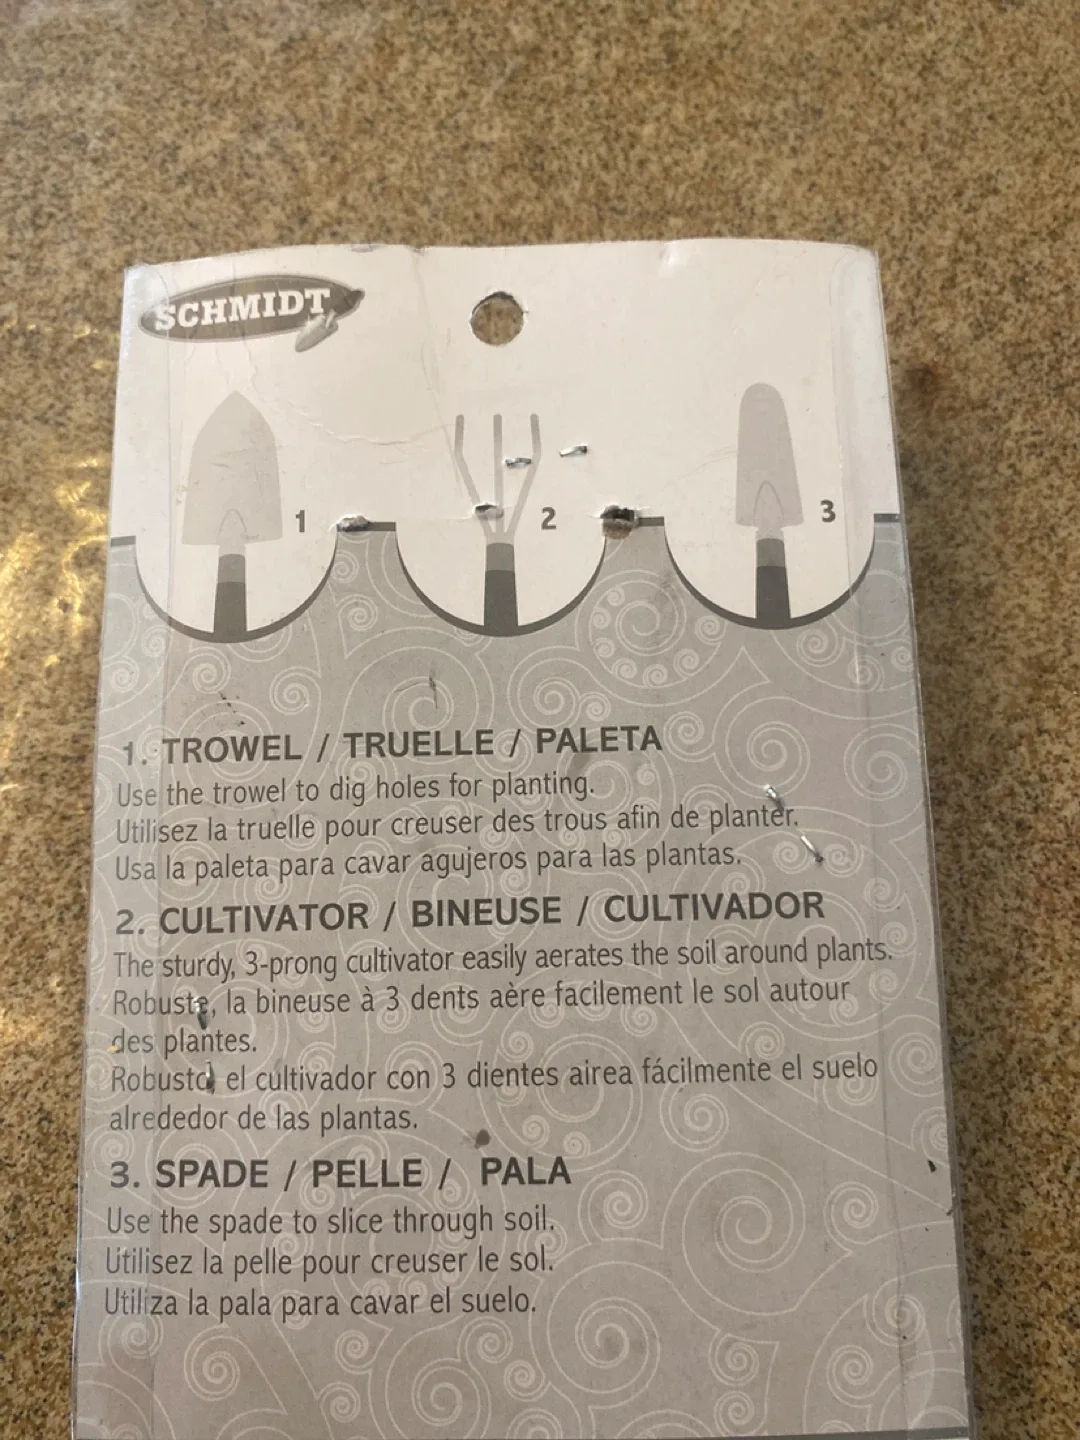 SCHMIDT
1
2
3
1. TROWEL / TRUELLE / PALETA
Use the trowel to dig holes for planting.
Utilisez la truelle pour creuser des trous afin de planter.
Usa la paleta para cavar agujeros para las plantas.
2. CULTIVATOR / BINEUSE / CULTIVADOR
The sturdy, 3-prong cultivator easily aerates the soil around plants.
Robuste, la bineuse à 3 dents aère facilement le sol autour
des plantes.
Robusto, el cultivador con 3 dientes airea fácilmente el suelo
alrededor de las plantas.
3. SPADE / PELLE / PALA
Use the spade to slice through soil.
Utilisez la pelle pour creuser le sol.
Utiliza la pala para cavar el suelo.